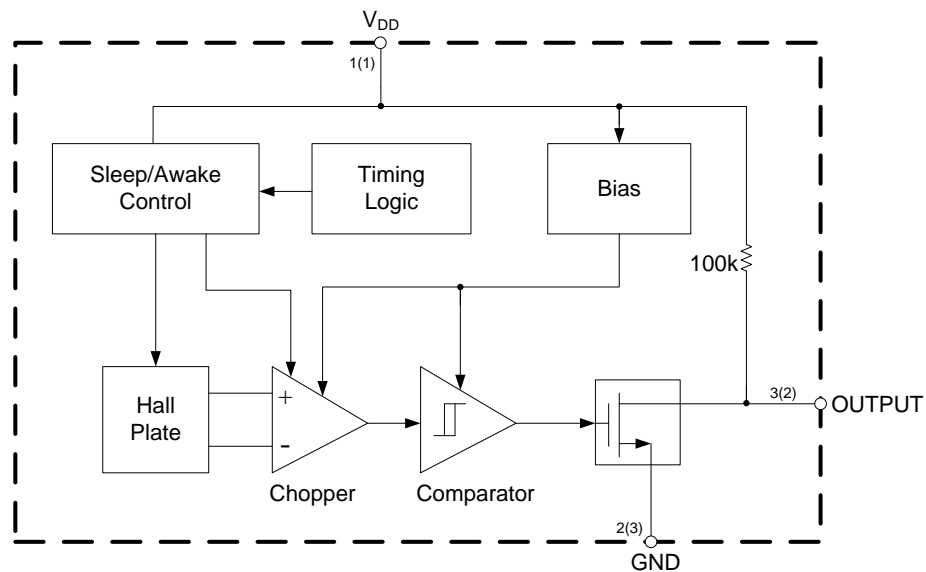 V_DD
1(1)
Sleep/Awake
Control
Timing
Logic
Bias
100k
Hall
Plate
+
-
3(2)
OUTPUT
Chopper
Comparator
2(3)
GND